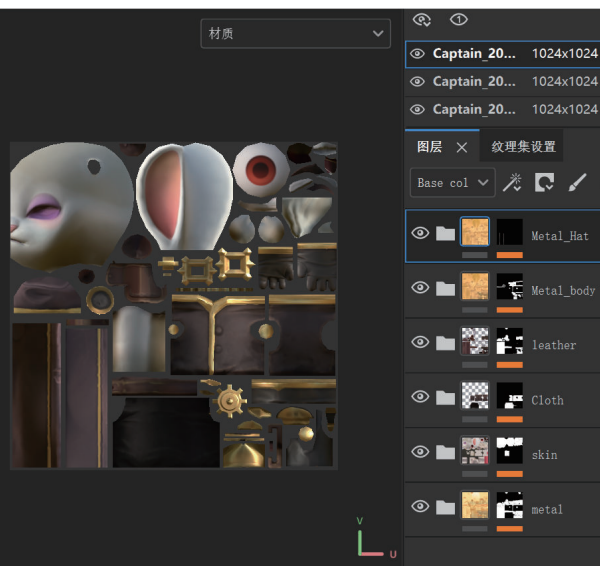 材质
1
Captain_20... 1024x1024
Captain_20... 1024x1024
Captain_20... 1024x1024
图层 纹理集设置
Base col
Metal_Hat
Metal_body
leather
Cloth
skin
metal
V
U